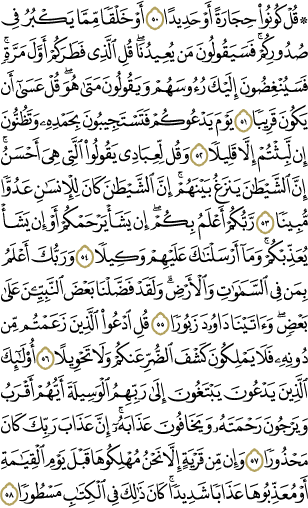 ۞ قُلْ كُونُوا۟ حِجَارَةً أَوْ حَدِيدًا ۝٥٠ أَوْ خَلْقًا مِّمَّا يَكْبُرُ فِى
صُدُورِكُمْ ۚ فَسَيَقُولُونَ مَن يُعِيدُنَا ۖ قُلِ ٱلَّذِى فَطَرَكُمْ أَوَّلَ مَرَّةٍ ۚ
فَسَيُنْغِضُونَ إِلَيْكَ رُءُوسَهُمْ وَيَقُولُونَ مَتَىٰ هُوَ ۖ قُلْ عَسَىٰٓ أَن
يَكُونَ قَرِيبًا ۝٥١ يَوْمَ يَدْعُوكُمْ فَتَسْتَجِيبُونَ بِحَمْدِهِۦ وَتَظُنُّونَ
إِن لَّبِثْتُمْ إِلَّا قَلِيلًا ۝٥٢ وَقُل لِّعِبَادِى يَقُولُوا۟ ٱلَّتِى هِىَ أَحْسَنُ ۚ
إِنَّ ٱلشَّيْطَٰنَ يَنزَغُ بَيْنَهُمْ ۚ إِنَّ ٱلشَّيْطَٰنَ كَانَ لِلْإِنسَٰنِ عَدُوًّا
مُّبِينًا ۝٥٣ رَّبُّكُمْ أَعْلَمُ بِكُمْ ۖ إِن يَشَأْ يَرْحَمْكُمْ أَوْ إِن يَشَأْ
يُعَذِّبْكُمْ ۚ وَمَآ أَرْسَلْنَٰكَ عَلَيْهِمْ وَكِيلًا ۝٥٤ وَرَبُّكَ أَعْلَمُ
بِمَن فِى ٱلسَّمَٰوَٰتِ وَٱلْأَرْضِ ۗ وَلَقَدْ فَضَّلْنَا بَعْضَ ٱلنَّبِيِّـۧنَ عَلَىٰ
بَعْضٍ ۖ وَءَاتَيْنَا دَاوُۥدَ زَبُورًا ۝٥٥ قُلِ ٱدْعُوا۟ ٱلَّذِينَ زَعَمْتُم مِّن
دُونِهِۦ فَلَا يَمْلِكُونَ كَشْفَ ٱلضُّرِّ عَنكُمْ وَلَا تَحْوِيلًا ۝٥٦ أُو۟لَٰٓئِكَ
ٱلَّذِينَ يَدْعُونَ يَبْتَغُونَ إِلَىٰ رَبِّهِمُ ٱلْوَسِيلَةَ أَيُّهُمْ أَقْرَبُ
وَيَرْجُونَ رَحْمَتَهُۥ وَيَخَافُونَ عَذَابَهُۥٓ ۚ إِنَّ عَذَابَ رَبِّكَ كَانَ
مَحْذُورًا ۝٥٧ وَإِن مِّن قَرْيَةٍ إِلَّا نَحْنُ مُهْلِكُوهَا قَبْلَ يَوْمِ ٱلْقِيَٰمَةِ
أَوْ مُعَذِّبُوهَا عَذَابًا شَدِيدًا ۚ كَانَ ذَٰلِكَ فِى ٱلْكِتَٰبِ مَسْطُورًا ۝٥٨